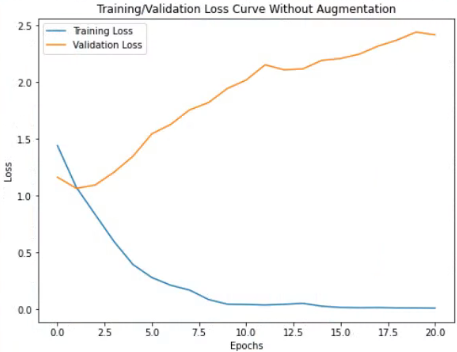 Training/Validation Loss Curve Without Augmentation
Training Loss
Validation Loss
2.5
2.0
1.5
1.0
0.5
0.0
Loss
0.0 2.5 5.0 7.5 10.0 12.5 15.0 17.5 20.0
Epochs